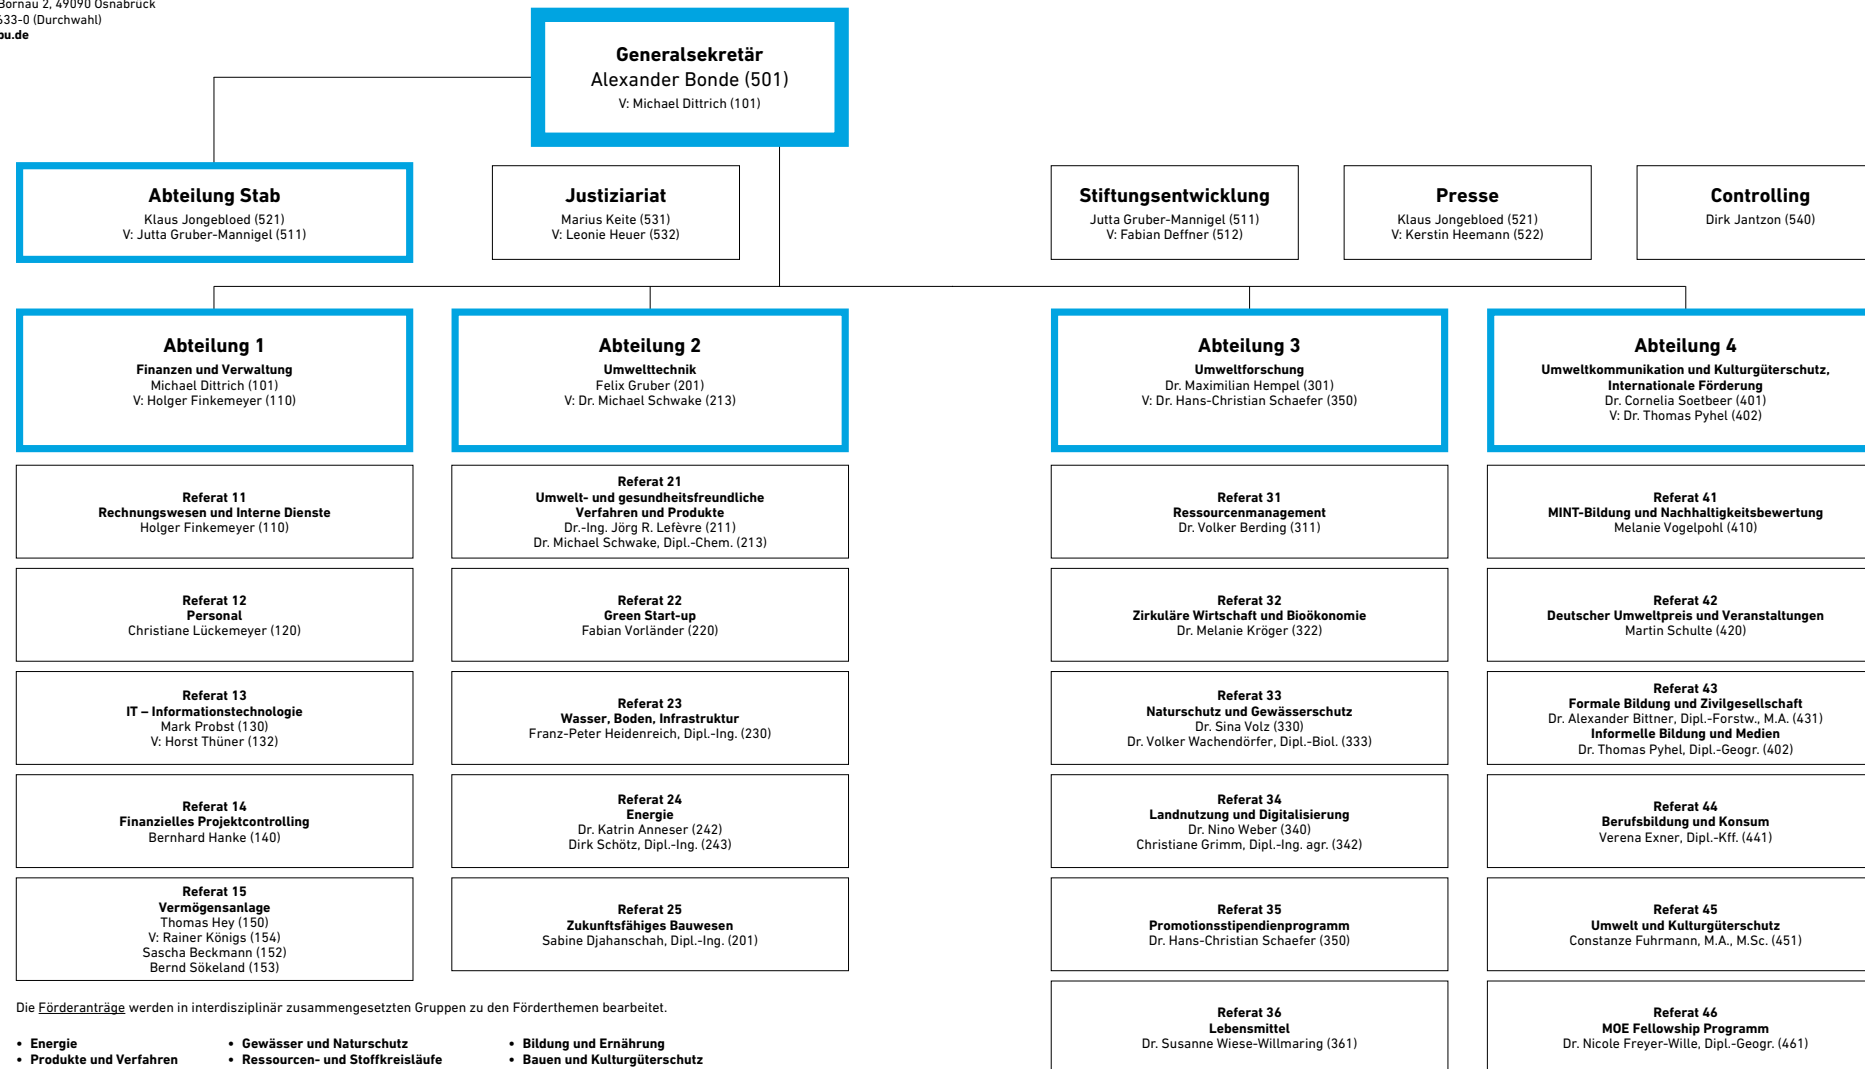 Bornau 2, 49090 Osnabrück
633-0 (Durchwahl)
bu.de
Generalsekretär
Alexander Bonde (501)
V: Michael Dittrich (101)
Abteilung Stab
Klaus Jongebloed (521)
V: Jutta Gruber-Mannigel (511)
Justiziariat
Marius Keite (531)
V: Leonie Heuer (532)
Stiftungsentwicklung
Jutta Gruber-Mannigel (511)
V: Fabian Deffner (512)
Presse
Klaus Jongebloed (521)
V: Kerstin Heemann (522)
Controlling
Dirk Jantzon (540)
Abteilung 1
Finanzen und Verwaltung
Michael Dittrich (101)
V: Holger Finkemeyer (110)
Referat 11
Rechnungswesen und Interne Dienste
Holger Finkemeyer (110)
Referat 12
Personal
Christiane Lückemeyer (120)
Referat 13
IT – Informationstechnologie
Mark Probst (130)
V: Horst Thüner (132)
Referat 14
Finanzielles Projektcontrolling
Bernhard Hanke (140)
Referat 15
Vermögensanlage
Thomas Hey (150)
V: Rainer Königs (154)
Sascha Beckmann (152)
Bernd Sökeland (153)
Abteilung 2
Umwelttechnik
Felix Gruber (201)
V: Dr. Michael Schwake (213)
Referat 21
Umwelt- und gesundheitsfreundliche
Verfahren und Produkte
Dr.-Ing. Jörg R. Lefèvre (211)
Dr. Michael Schwake, Dipl.-Chem. (213)
Referat 22
Green Start-up
Fabian Vorländer (220)
Referat 23
Wasser, Boden, Infrastruktur
Franz-Peter Heidenreich, Dipl.-Ing. (230)
Referat 24
Energie
Dr. Katrin Anneser (242)
Dirk Schötz, Dipl.-Ing. (243)
Referat 25
Zukunftsfähiges Bauwesen
Sabine Djahanschah, Dipl.-Ing. (201)
Abteilung 3
Umweltforschung
Dr. Maximilian Hempel (301)
V: Dr. Hans-Christian Schaefer (350)
Referat 31
Ressourcenmanagement
Dr. Volker Berding (311)
Referat 32
Zirkuläre Wirtschaft und Bioökonomie
Dr. Melanie Kröger (322)
Referat 33
Naturschutz und Gewässerschutz
Dr. Sina Volz (330)
Dr. Volker Wachendörfer, Dipl.-Biol. (333)
Referat 34
Landnutzung und Digitalisierung
Dr. Nino Weber (340)
Christiane Grimm, Dipl.-Ing. agr. (342)
Referat 35
Promotionsstipendienprogramm
Dr. Hans-Christian Schaefer (350)
Referat 36
Lebensmittel
Dr. Susanne Wiese-Willmaring (361)
Abteilung 4
Umweltkommunikation und Kulturgüterschutz,
Internationale Förderung
Dr. Cornelia Soetbeer (401)
V: Dr. Thomas Pyhel (402)
Referat 41
MINT-Bildung und Nachhaltigkeitsbewertung
Melanie Vogelpohl (410)
Referat 42
Deutscher Umweltpreis und Veranstaltungen
Martin Schulte (420)
Referat 43
Formale Bildung und Zivilgesellschaft
Dr. Alexander Bittner, Dipl.-Forstw., M.A. (431)
Informelle Bildung und Medien
Dr. Thomas Pyhel, Dipl.-Geogr. (402)
Referat 44
Berufsbildung und Konsum
Verena Exner, Dipl.-Kff. (441)
Referat 45
Umwelt und Kulturgüterschutz
Constanze Fuhrmann, M.A., M.Sc. (451)
Referat 46
MOE Fellowship Programm
Dr. Nicole Freyer-Wille, Dipl.-Geogr. (461)
Die Förderanträge werden in interdisziplinär zusammengesetzten Gruppen zu den Förderthemen bearbeitet.
• Energie
• Produkte und Verfahren
• Gewässer und Naturschutz
• Ressourcen- und Stoffkreisläufe
• Bildung und Ernährung
• Bauen und Kulturgüterschutz